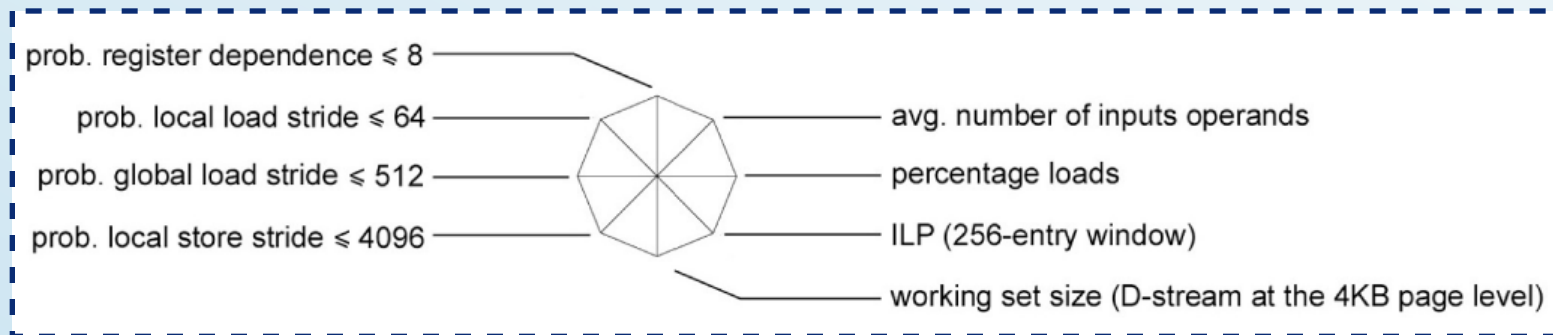 prob. register dependence ⩽ 8
prob. local load stride ⩽ 64
prob. global load stride ⩽ 512
prob. local store stride ⩽ 4096
avg. number of inputs operands
percentage loads
ILP (256-entry window)
working set size (D-stream at the 4KB page level)